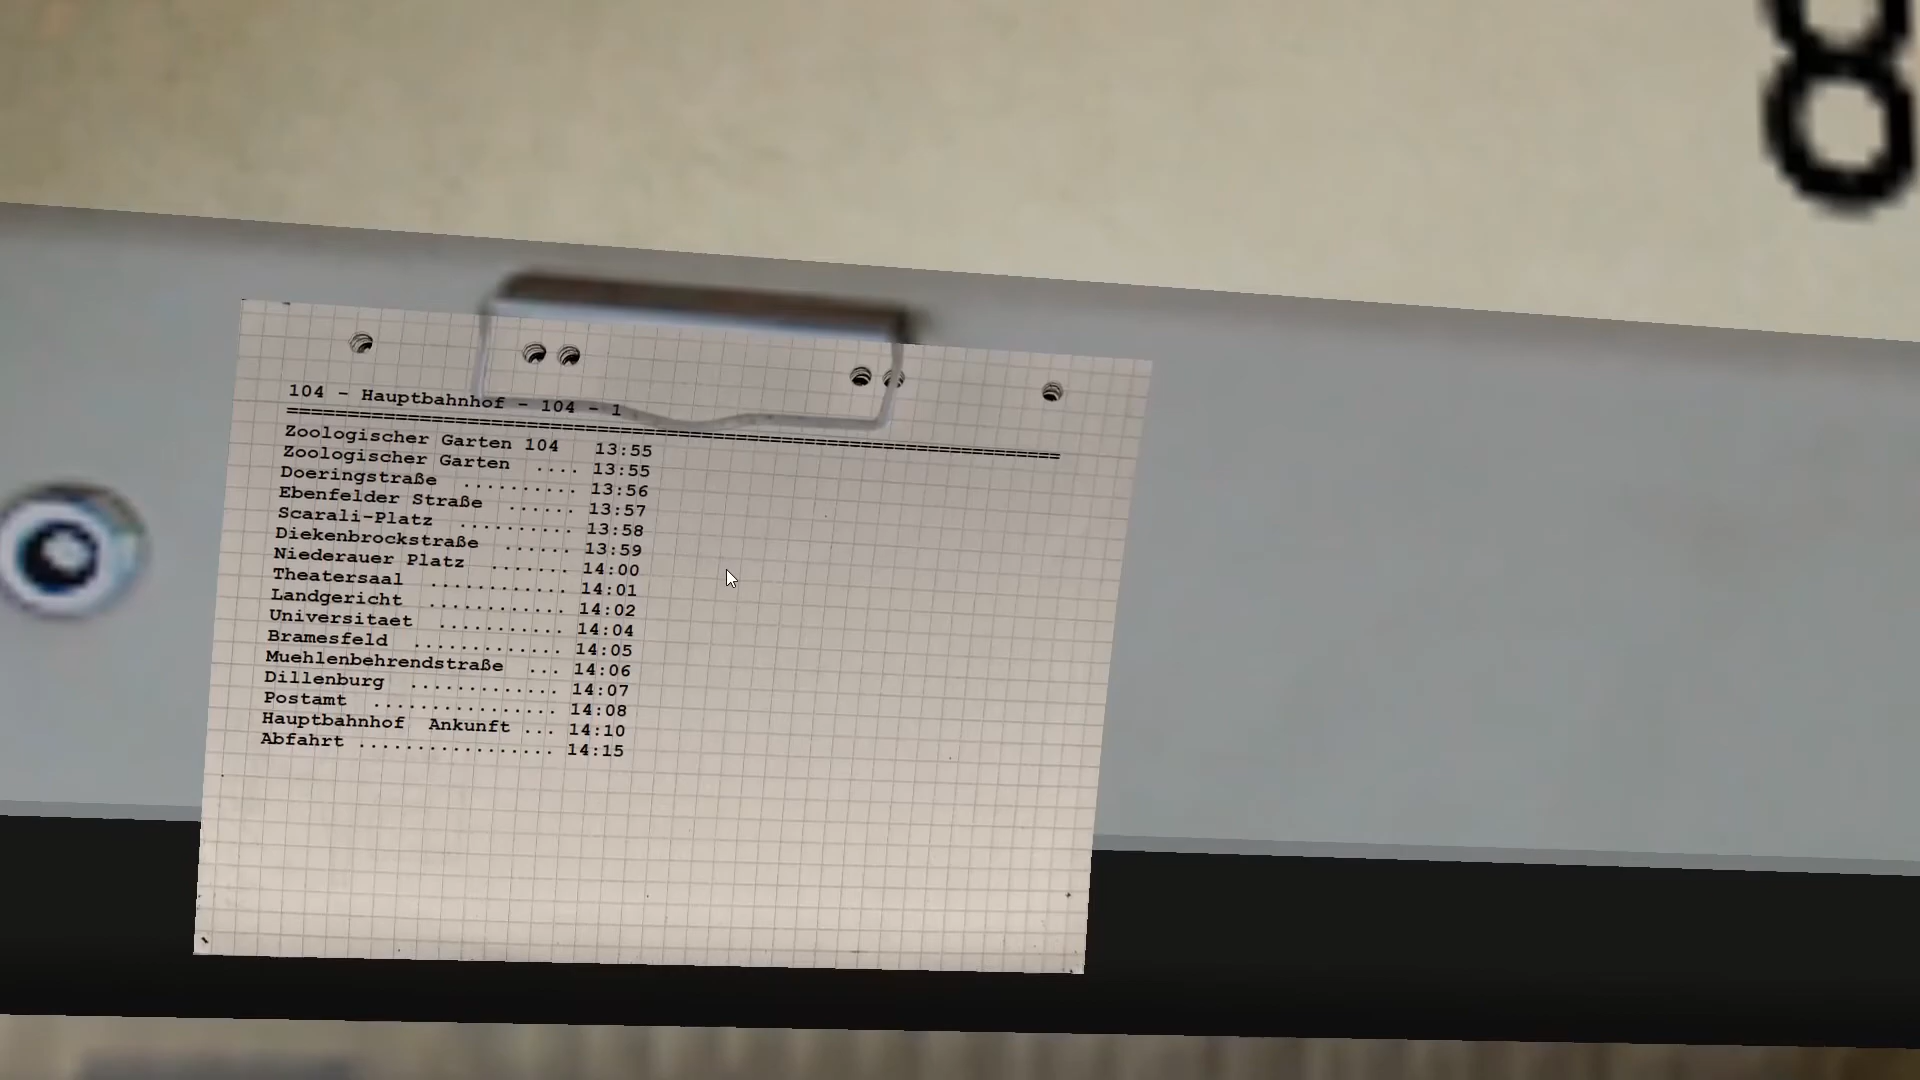 8
104 - Hauptbahnhof - 104 - 1
=================================================================
Zoologischer Garten 104   13:55
Zoologischer Garten  .... 13:55
Doeringstraße  .......... 13:56
Ebenfelder Straße  ...... 13:57
Scarali-Platz  .......... 13:58
Diekenbrockstraße  ...... 13:59
Niederauer Platz  ....... 14:00
Theatersaal  ............ 14:01
Landgericht  ............ 14:02
Universitaet  ........... 14:04
Bramesfeld  ............. 14:05
Muehlenbehrendstraße  ... 14:06
Dillenburg  ............. 14:07
Postamt  ................ 14:08
Hauptbahnhof  Ankunft ... 14:10
Abfahrt ................. 14:15